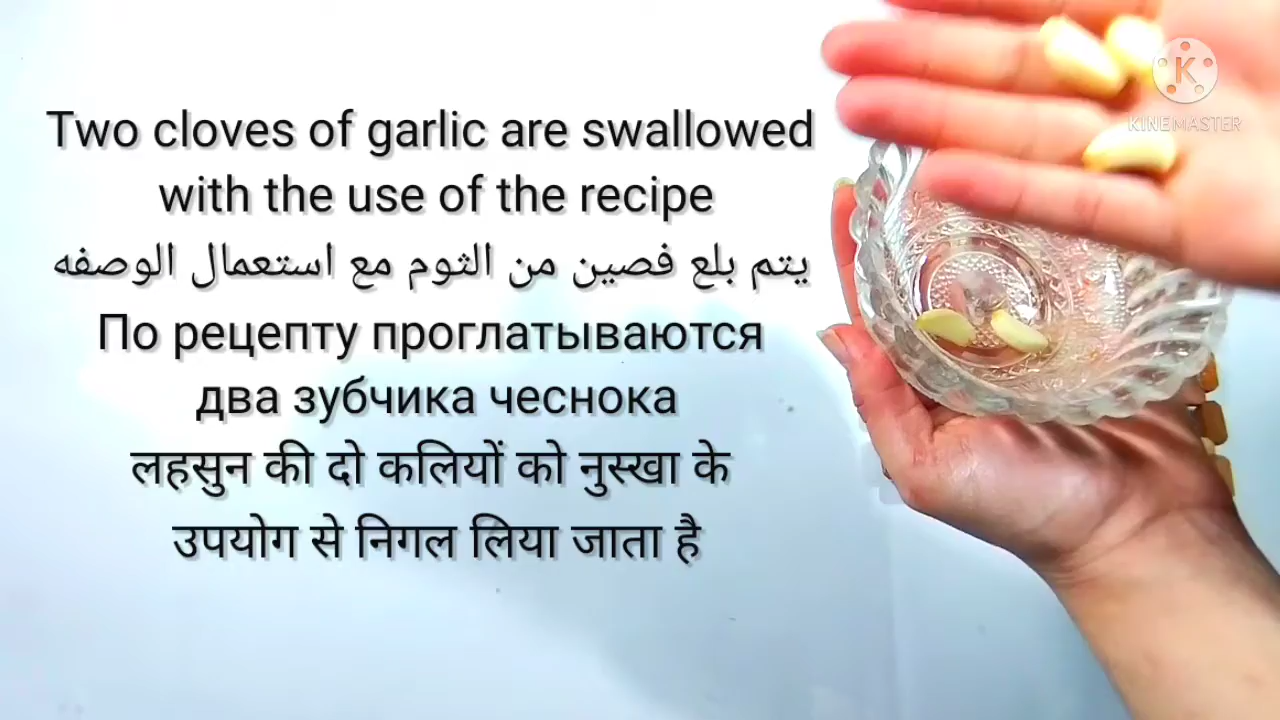 Two cloves of garlic are swallowed
with the use of the recipe
يتم بلع فصين من الثوم مع استعمال الوصفه
По рецепту проглатываются
два зубчика чеснока
लहसुन की दो कलियों को नुस्खा के
उपयोग से निगल लिया जाता है
K
KINEMASTER